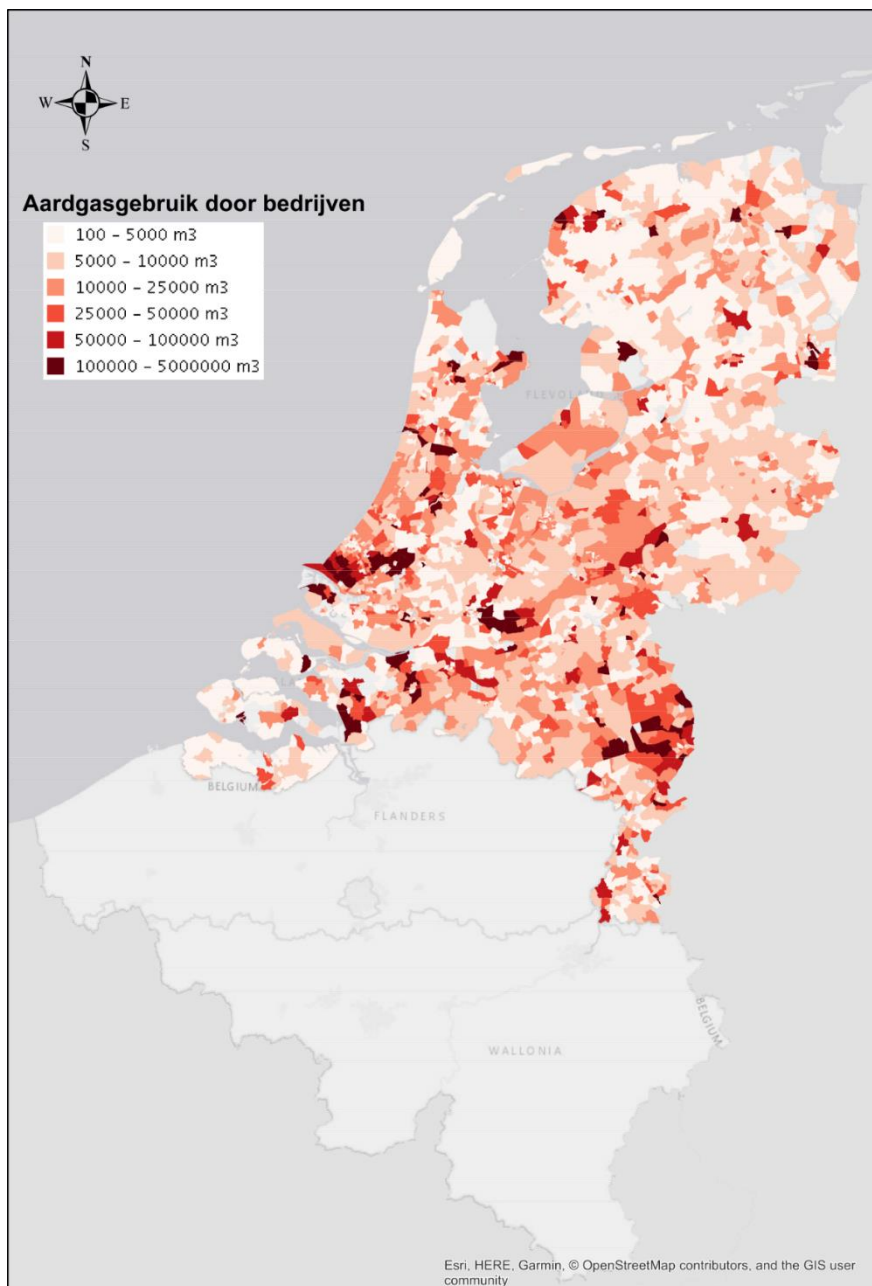 N
W E
S
Aardgasgebruik door bedrijven
100 – 5000 m3
5000 – 10000 m3
10000 – 25000 m3
25000 – 50000 m3
50000 – 100000 m3
100000 – 5000000 m3
FLEVOLAND
BELGIUM
FLANDERS
BELGIUM
WALLONIA
Esri, HERE, Garmin, © OpenStreetMap contributors, and the GIS user
community